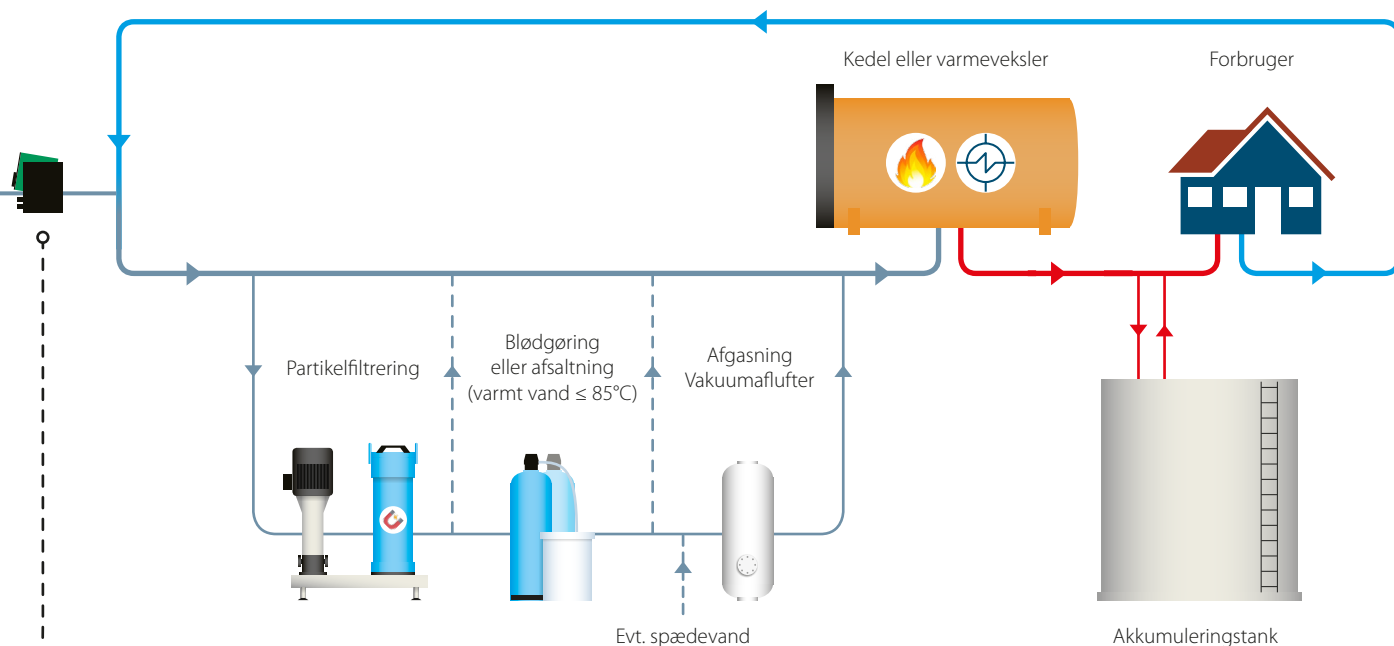 Kedel eller varmeveksler
Forbruger
Partikelfiltrering
Blødgøring
eller afsaltning
(varmt vand ≤ 85°C)
Afgasning
Vakuumaflufter
Evt. spædevand
Akkumuleringstank